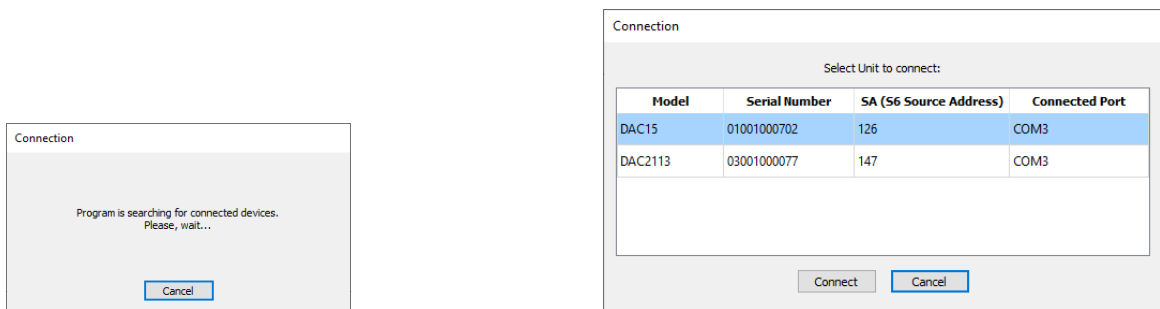 Connection
Program is searching for connected devices.
Please, wait...
Cancel
Connection
Select Unit to connect:
Model Serial Number SA (S6 Source Address) Connected Port
DAC15 01001000702 126 COM3
DAC2113 03001000077 147 COM3
Connect Cancel